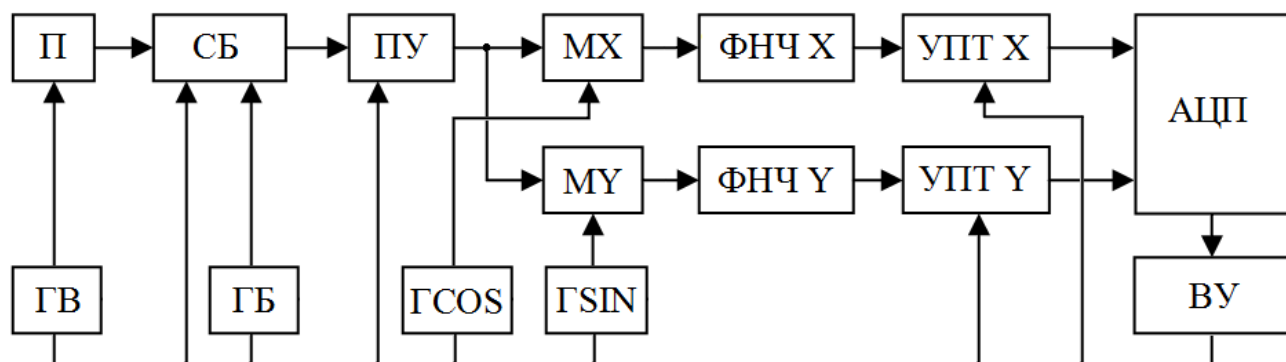 П
СБ
ПУ
МХ
ФНЧ Х
УПТ Х
АЦП
МY
ФНЧ Y
УПТ Y
ГВ
ГБ
ГCOS
ГSIN
ВУ